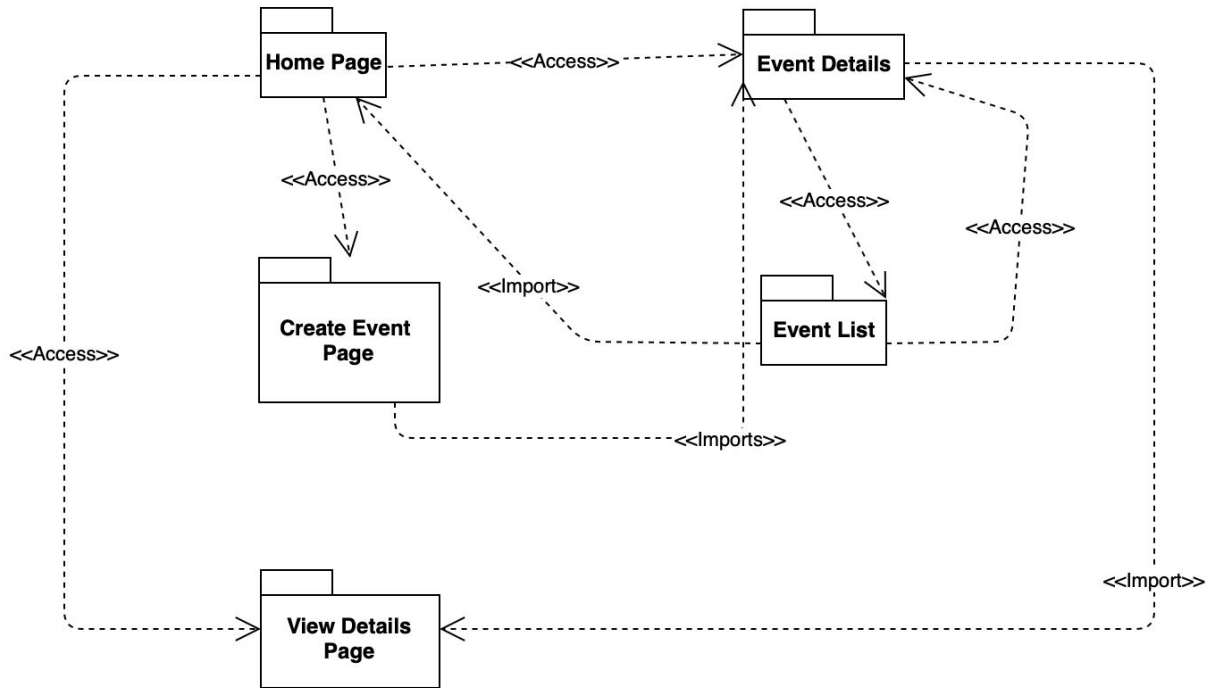 Home Page
<<Access>>
Event Details
<<Access>>
<<Access>>
<<Access>>
<<Import>>
Create Event
Page
Event List
<<Access>>
<<Imports>>
<<Import>>
View Details
Page